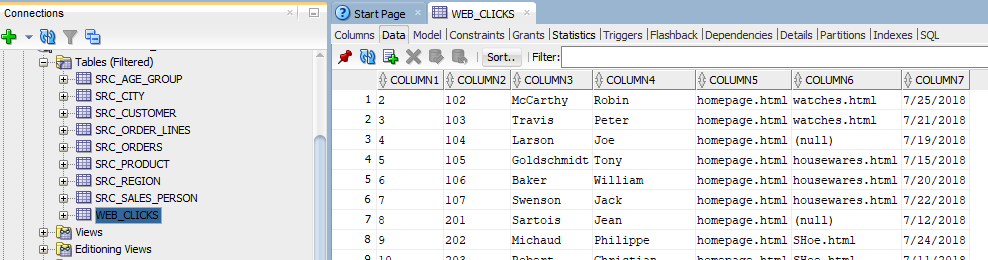 Connections
Tables (Filtered)
SRC_AGE_GROUP
SRC_CITY
SRC_CUSTOMER
SRC_ORDER_LINES
SRC_ORDERS
SRC_PRODUCT
SRC_REGION
SRC_SALES_PERSON
WEB_CLICKS
Views
Editioning Views
Start Page WEB_CLICKS
Columns Data Model Constraints Grants Statistics Triggers Flashback Dependencies Details Partitions Indexes SQL
Sort.. Filter:
COLUMN1 COLUMN2 COLUMN3 COLUMN4 COLUMN5 COLUMN6 COLUMN7
1 2 102 McCarthy Robin homepage.html watches.html 7/25/2018
2 3 103 Travis Peter homepage.html watches.html 7/21/2018
3 4 104 Larson Joe homepage.html (null) 7/19/2018
4 5 105 Goldschmidt Tony homepage.html housewares.html 7/15/2018
5 6 106 Baker William homepage.html housewares.html 7/20/2018
6 7 107 Swenson Jack homepage.html housewares.html 7/22/2018
7 8 201 Sartois Jean homepage.html (null) 7/12/2018
8 9 202 Michaud Philippe homepage.html SHoe.html 7/24/2018
9 10 203 Robert Christian homepage.html SHoe.html 7/11/2018